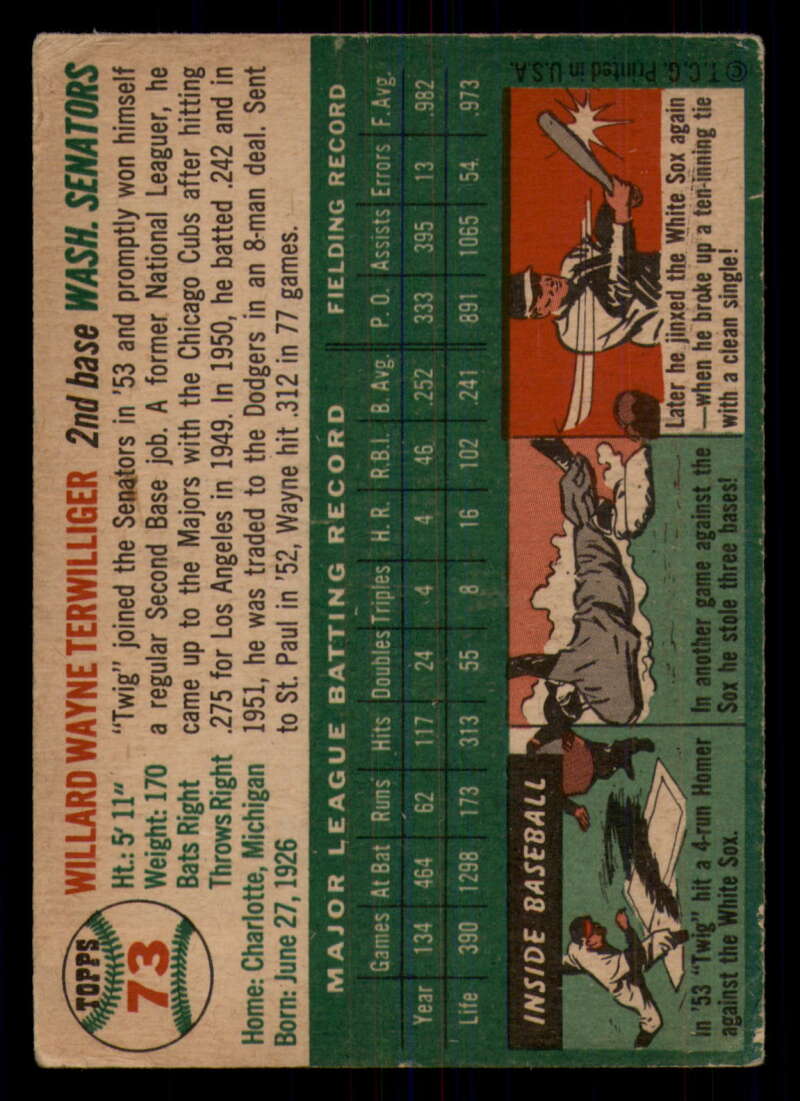 TOPPS
73
WILLARD WAYNE TERWILLIGER 2nd base WASH. SENATORS
Ht.: 5' 11"
Weight: 170
Bats Right
Throws Right
Home: Charlotte, Michigan
Born: June 27, 1926
"Twig" joined the Senators in '53 and promptly won himself
a regular Second Base job. A former National Leaguer, he
came up to the Majors with the Chicago Cubs after hitting
.275 for Los Angeles in 1949. In 1950, he batted .242 and in
1951, he was traded to the Dodgers in an 8-man deal. Sent
to St. Paul in '52, Wayne hit .312 in 77 games.
MAJOR LEAGUE BATTING RECORD FIELDING RECORD
Games At Bat Runs Hits Doubles Triples H. R. R.B.I. B. Avg. P. O. Assists Errors F. Avg.
Year 134 464 62 117 24 4 4 46 .252 333 395 13 .982
Life 390 1298 173 313 55 8 16 102 .241 891 1065 54 .973
INSIDE BASEBALL
In '53 "Twig" hit a 4-run Homer
against the White Sox.
In another game against the
Sox he stole three bases!
Later he jinxed the White Sox again
—when he broke up a ten-inning tie
with a clean single!
© T. C. G. Printed in U.S.A.